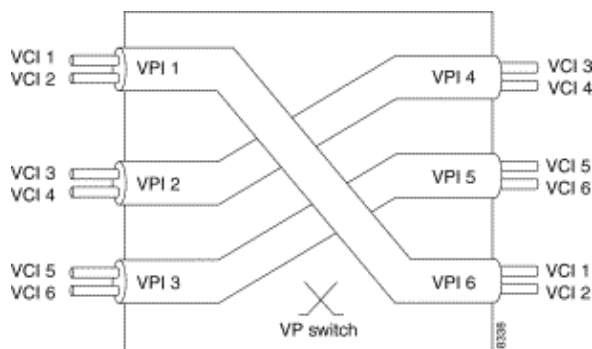 VCI 1
VCI 2
VPI 1
VPI 4
VCI 3
VCI 4
VCI 3
VCI 4
VPI 2
VPI 5
VCI 5
VCI 6
VCI 5
VCI 6
VPI 3
VPI 6
VCI 1
VCI 2
VP switch
8338